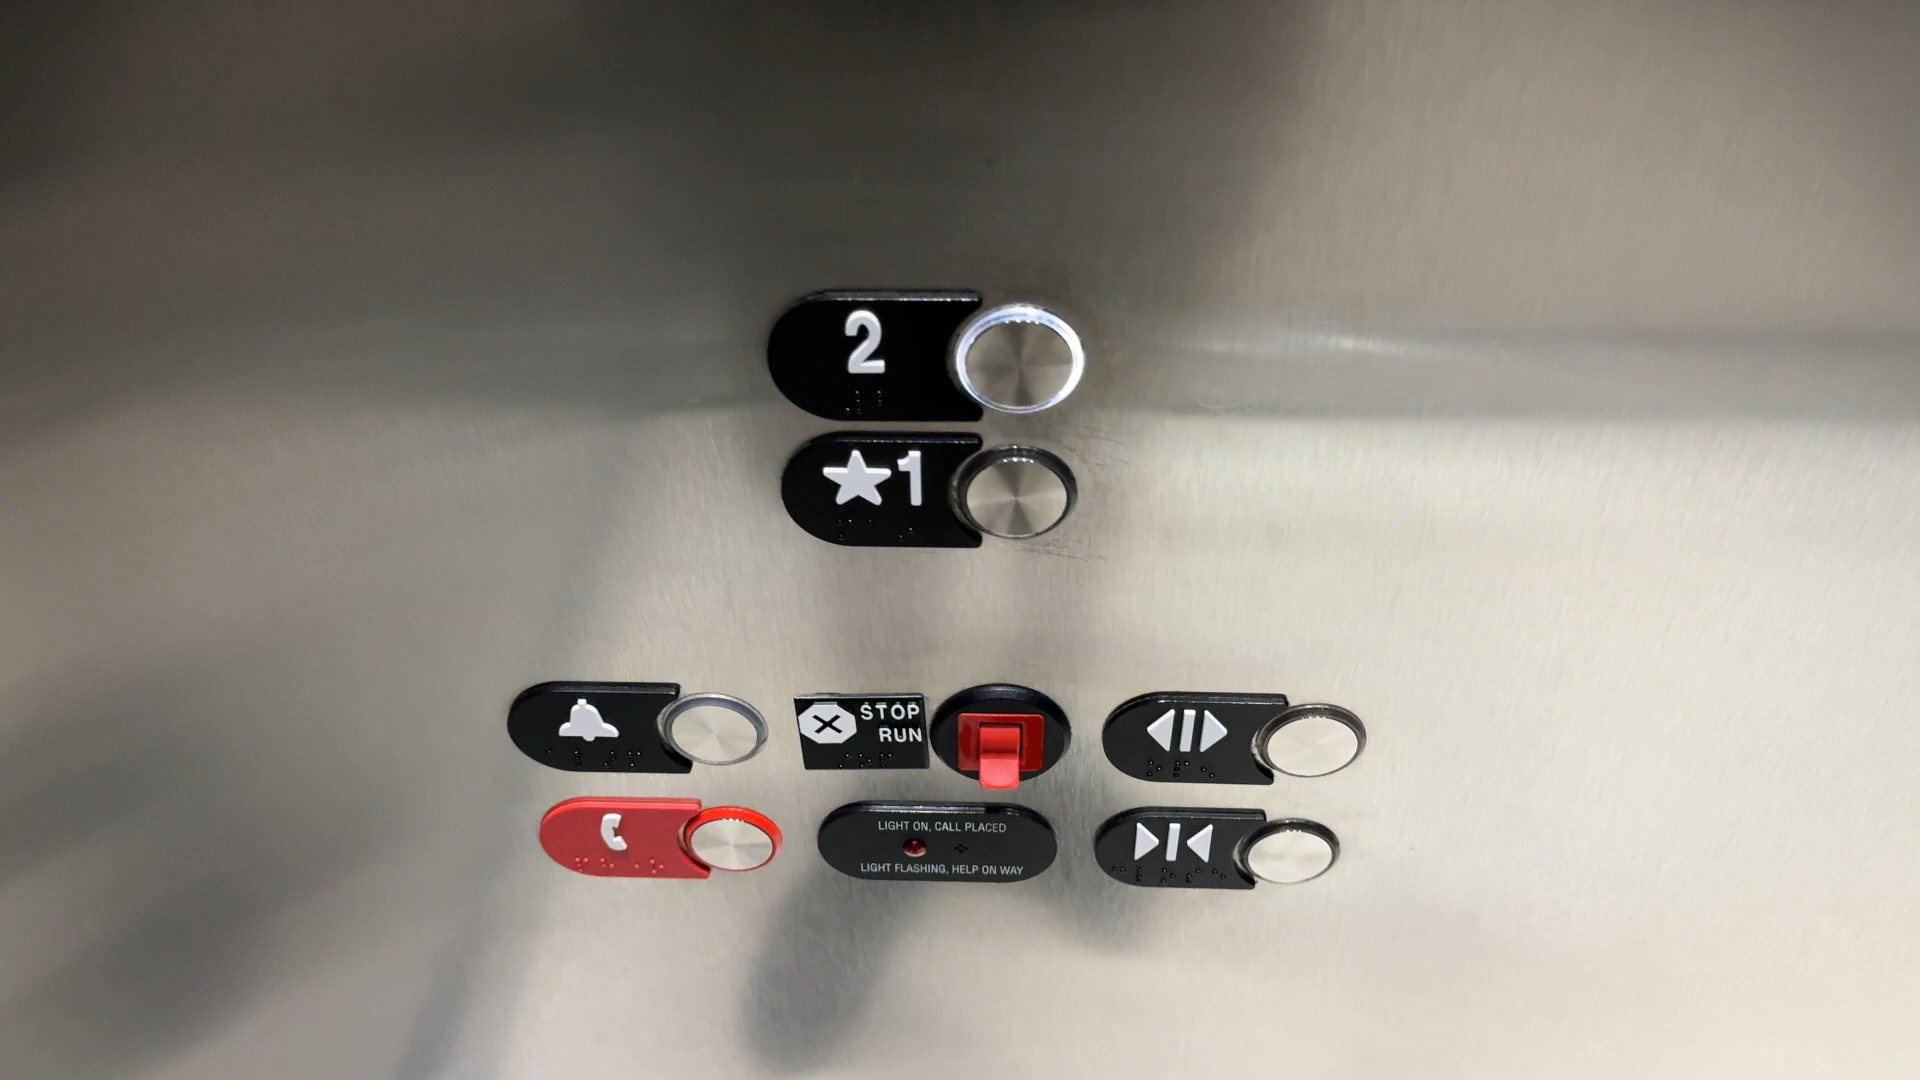 2
★1
STOP
RUN
LIGHT ON, CALL PLACED
LIGHT FLASHING, HELP ON WAY